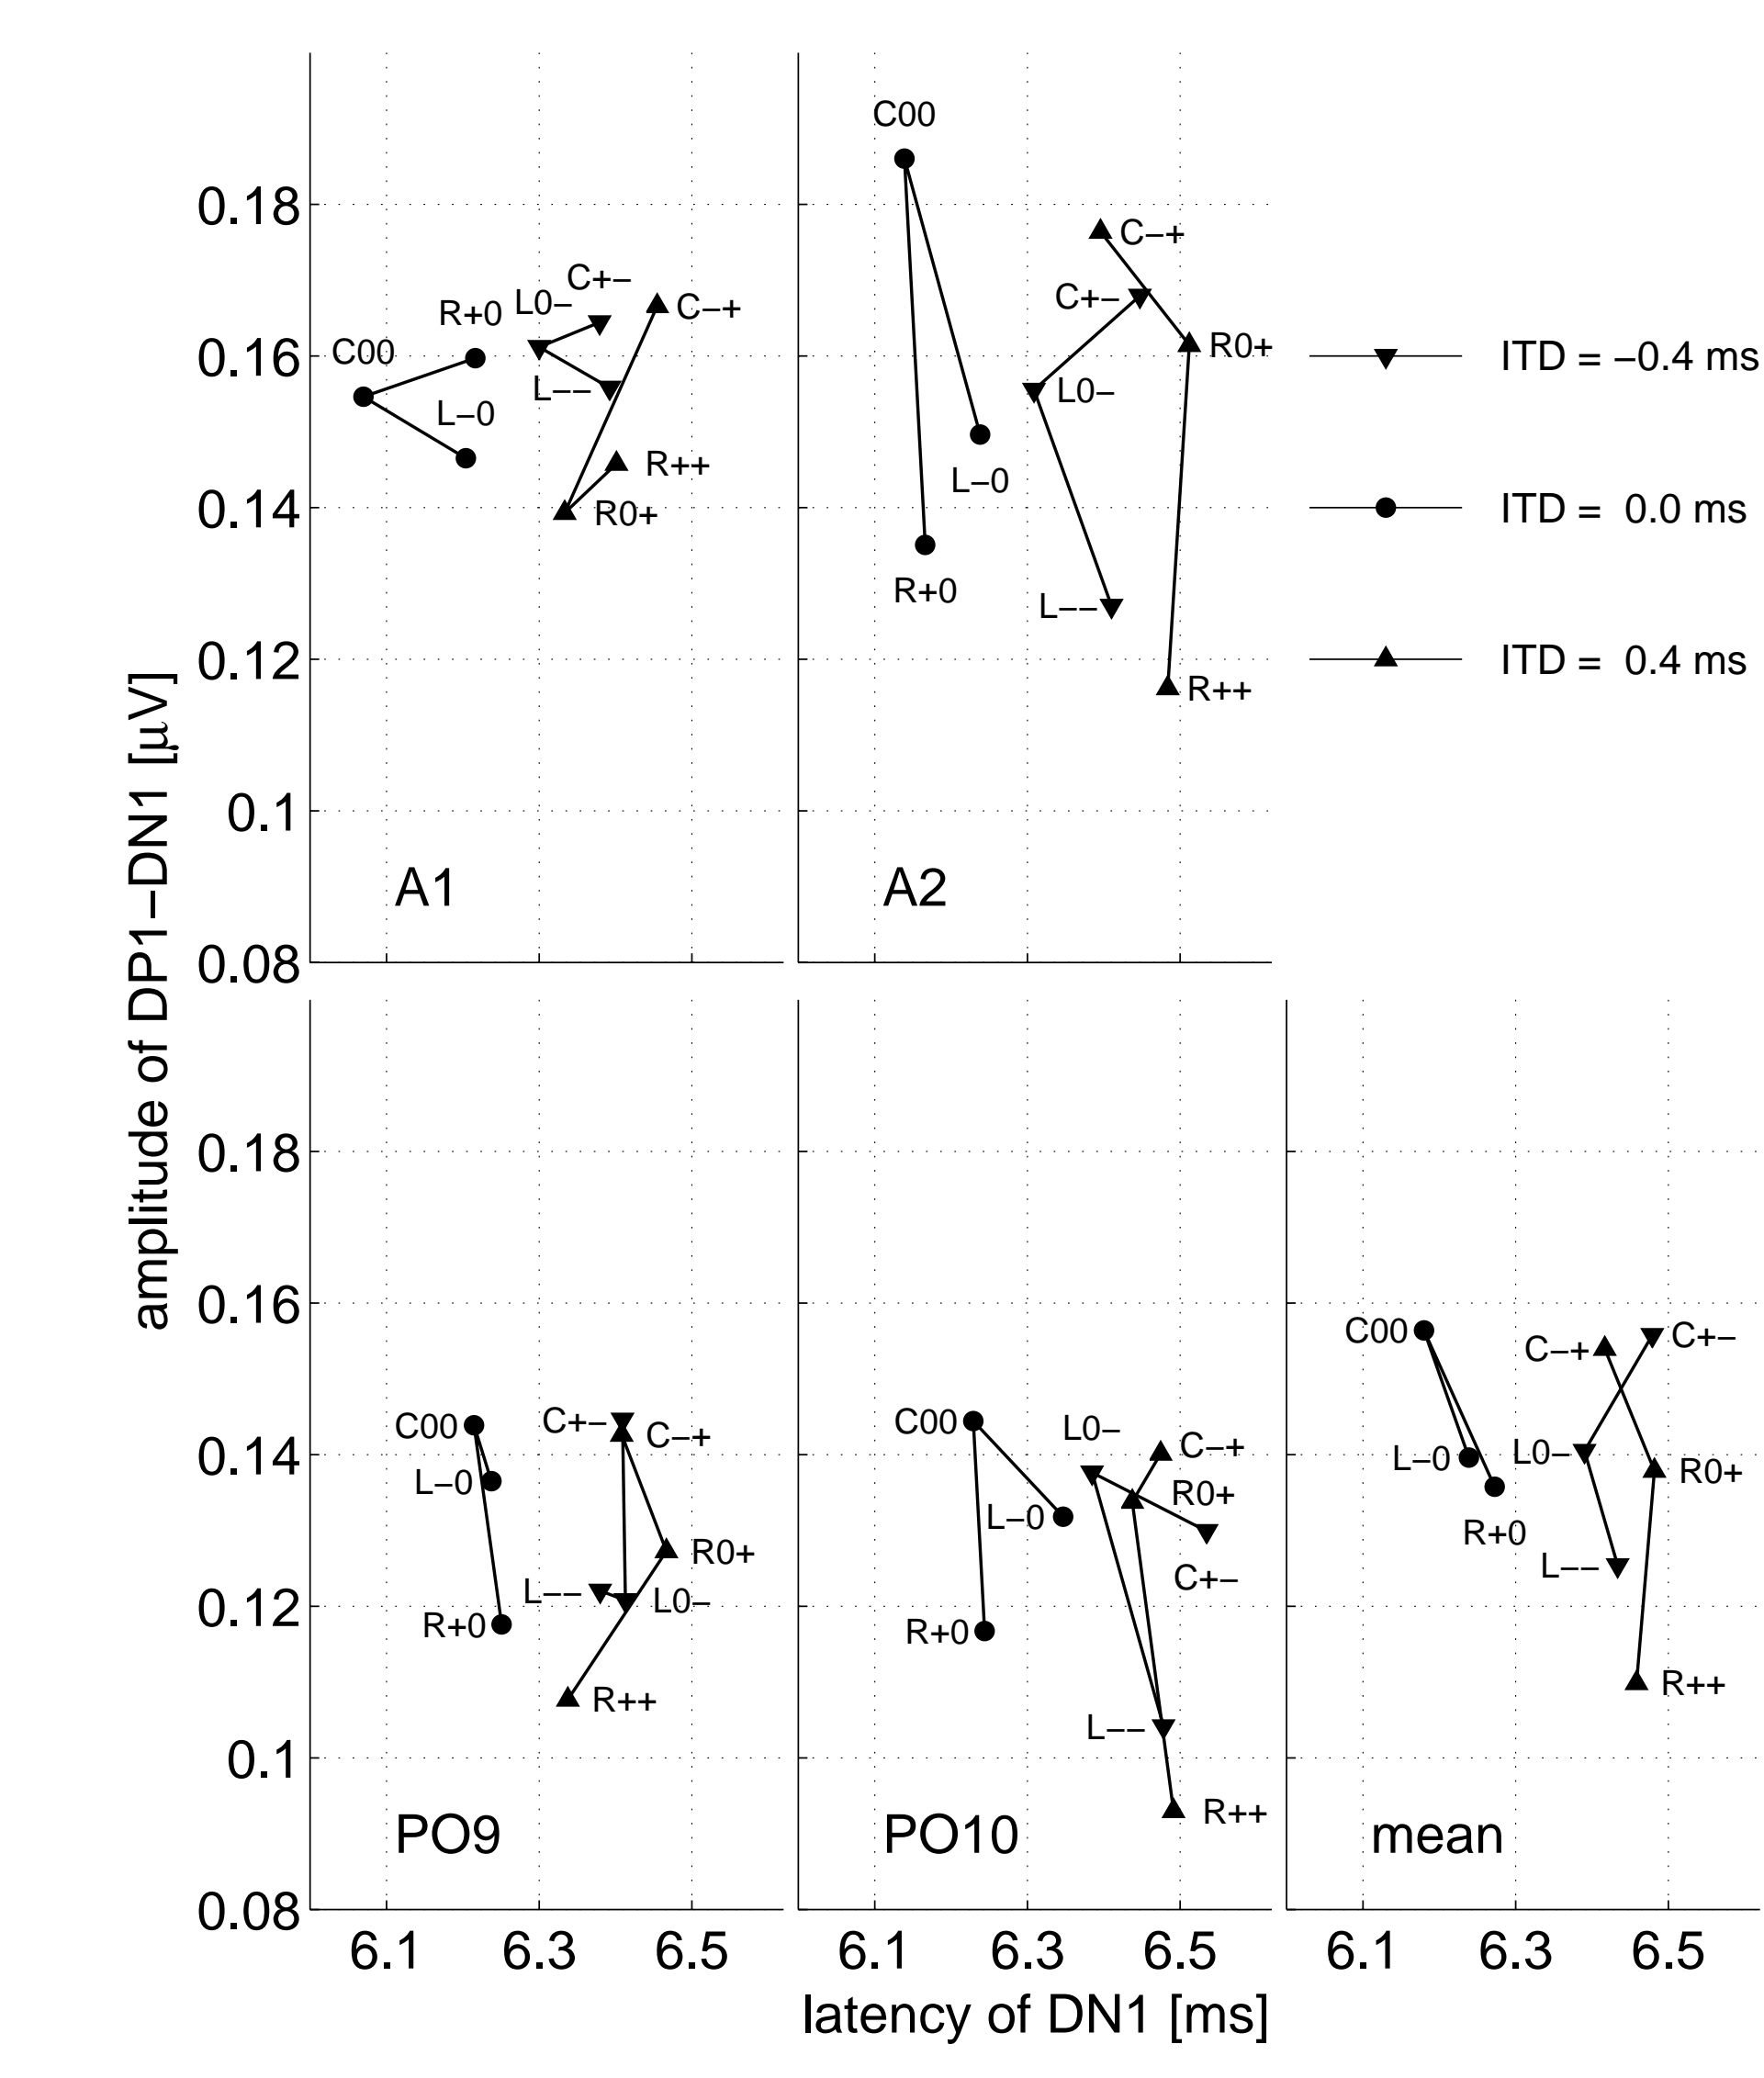 amplitude of DP1−DN1 [μV]
0.18
0.16
0.14
0.12
0.1
0.08
C00
R+0
L−0
L0−
C+−
L−−
C−+
R++
R0+
A1
C00
C−+
C+−
R0+
L0−
L−0
R+0
L−−
R++
A2
ITD = −0.4 ms
ITD = 0.0 ms
ITD = 0.4 ms
0.18
0.16
0.14
0.12
0.1
0.08
C00
L−0
R+0
C+−
C−+
R0+
L−−
L0−
R++
PO9
6.1 6.3 6.5
C00
L0−
C−+
R0+
L−0
C+−
R+0
L−−
R++
PO10
6.1 6.3 6.5
C00
C−+
C+−
L−0
L0−
R0+
R+0
L−−
R++
mean
6.1 6.3 6.5
latency of DN1 [ms]